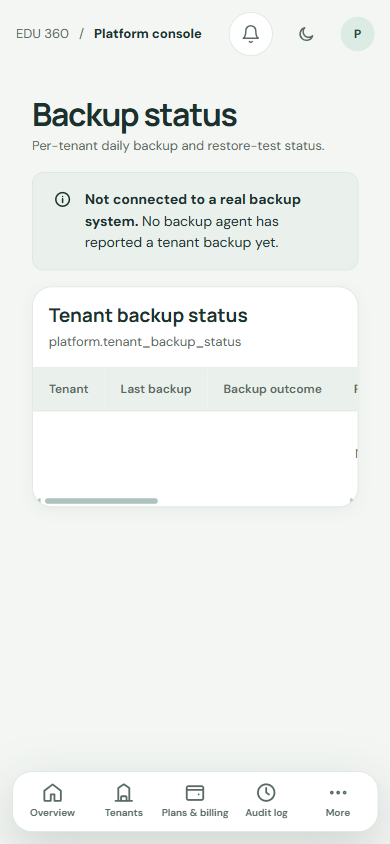 EDU 360 / Platform console
P
Backup status
Per-tenant daily backup and restore-test status.
Not connected to a real backup
system. No backup agent has
reported a tenant backup yet.
Tenant backup status
platform.tenant_backup_status
Tenant Last backup Backup outcome
Overview Tenants Plans & billing Audit log More